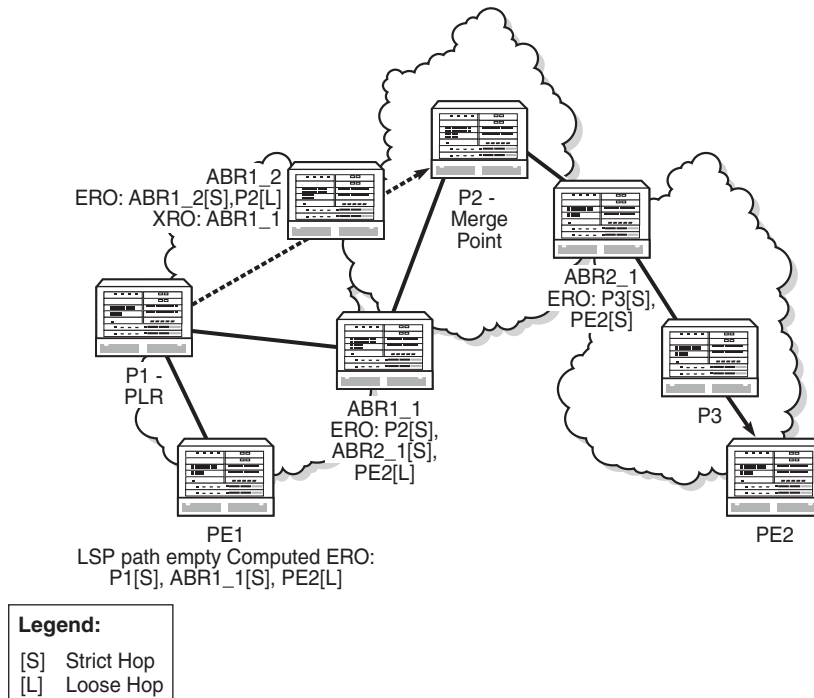 ABR1_2
ERO: ABR1_2[S],P2[L]
XRO: ABR1_1
P2 -
Merge
Point
ABR2_1
ERO: P3[S],
PE2[S]
P1 -
PLR
ABR1_1
ERO: P2[S],
ABR2_1[S],
PE2[L]
P3
PE1
LSP path empty Computed ERO:
P1[S], ABR1_1[S], PE2[L]
PE2
Legend:
[S] Strict Hop
[L] Loose Hop